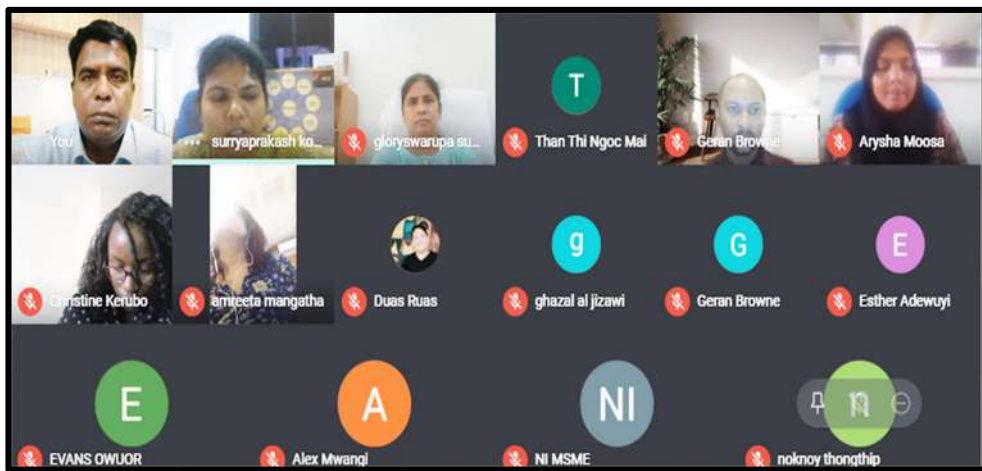 You
surryaprakash ko...
gloryswarupa su...
T
Than Thi Ngoc Mai
Geran Browne
Arysha Moosa
Christine Kerubo
amreeta mangatha
Duas Ruas
g
ghazal al jizawi
G
Geran Browne
E
Esther Adewuyi
E
EVANS OWUOR
A
Alex Mwangi
NI
NI MSME
n
noknoy thongthip